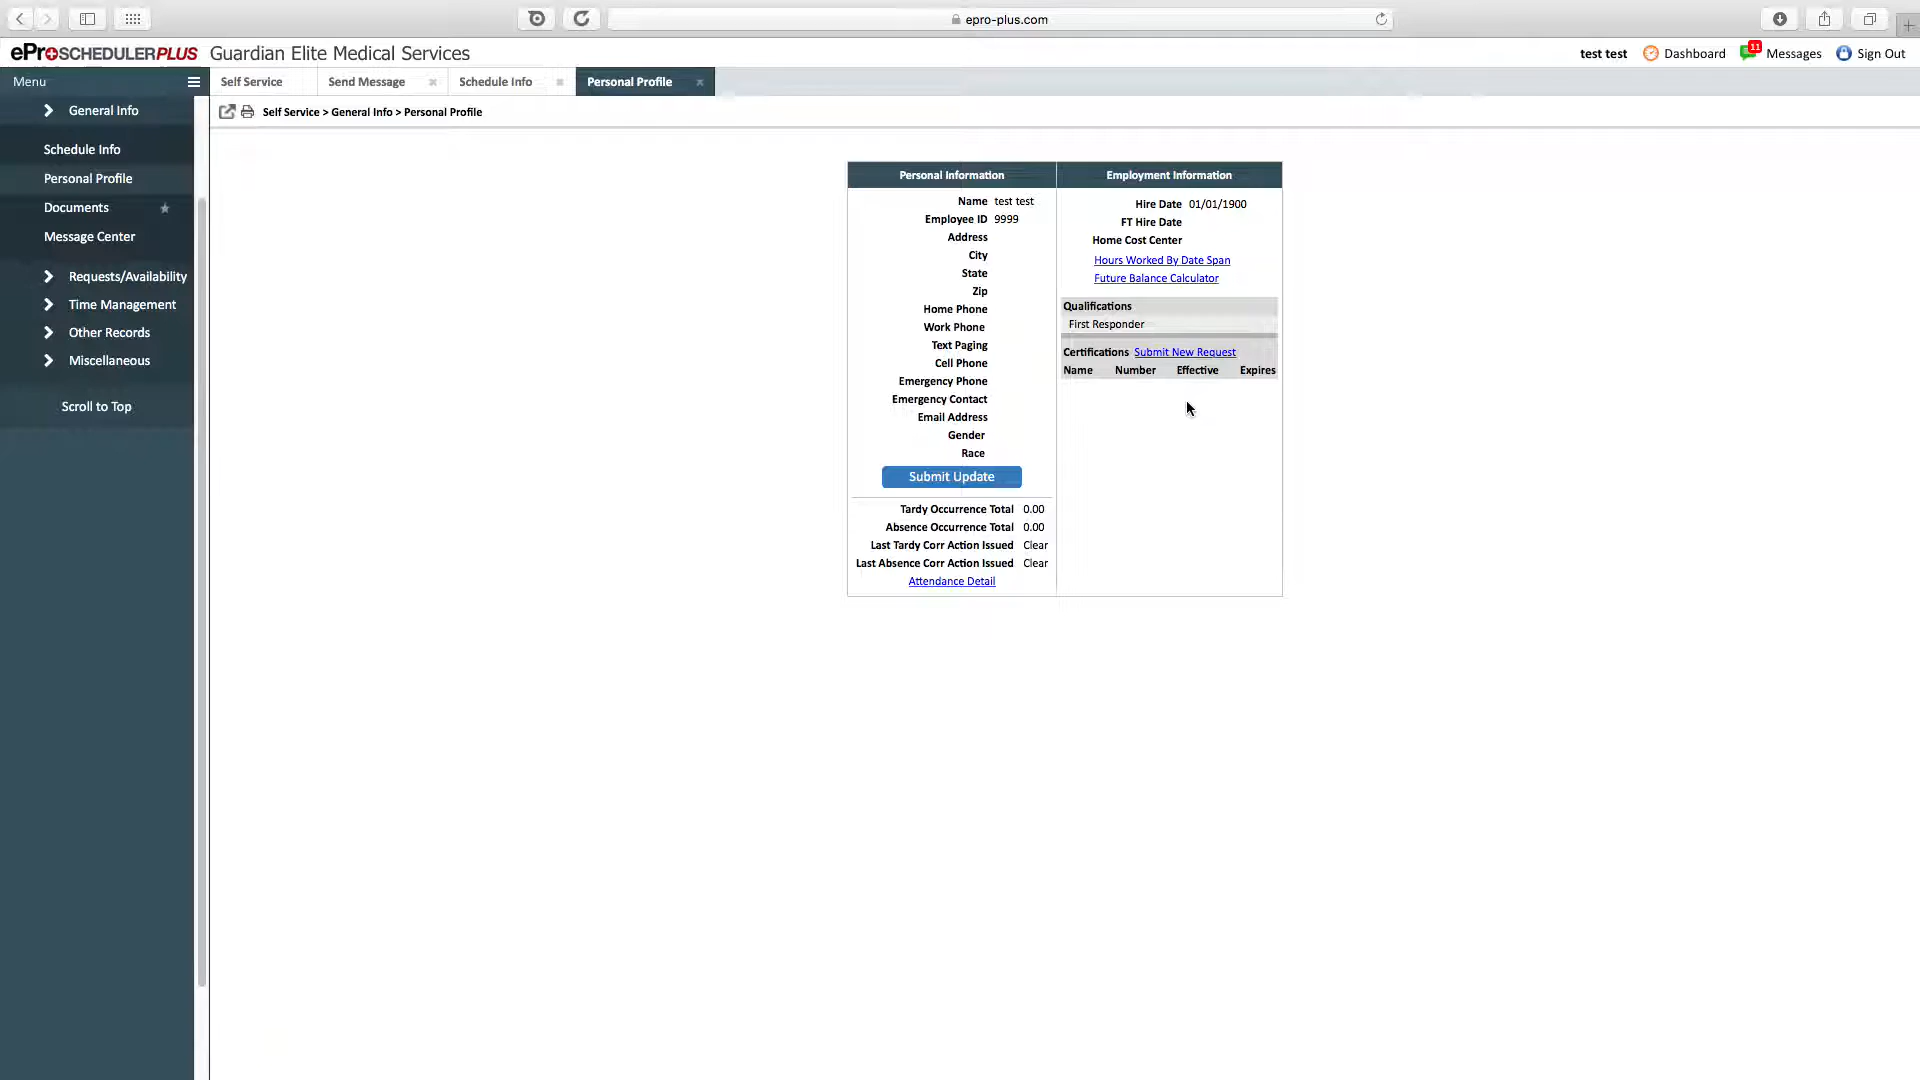 epro-plus.com
eProSCHEDULERPLUS Guardian Elite Medical Services
test test Dashboard 11 Messages Sign Out
Menu
Self Service Send Message Schedule Info Personal Profile
Self Service > General Info > Personal Profile
General Info
Schedule Info
Personal Profile
Documents
Message Center
Requests/Availability
Time Management
Other Records
Miscellaneous
Scroll to Top
Personal Information
Name test test
Employee ID 9999
Address
City
State
Zip
Home Phone
Work Phone
Text Paging
Cell Phone
Emergency Phone
Emergency Contact
Email Address
Gender
Race
Submit Update
Tardy Occurrence Total 0.00
Absence Occurrence Total 0.00
Last Tardy Corr Action Issued Clear
Last Absence Corr Action Issued Clear
Attendance Detail
Employment Information
Hire Date 01/01/1900
FT Hire Date
Home Cost Center
Hours Worked By Date Span
Future Balance Calculator
Qualifications
First Responder
Certifications Submit New Request
Name Number Effective Expires